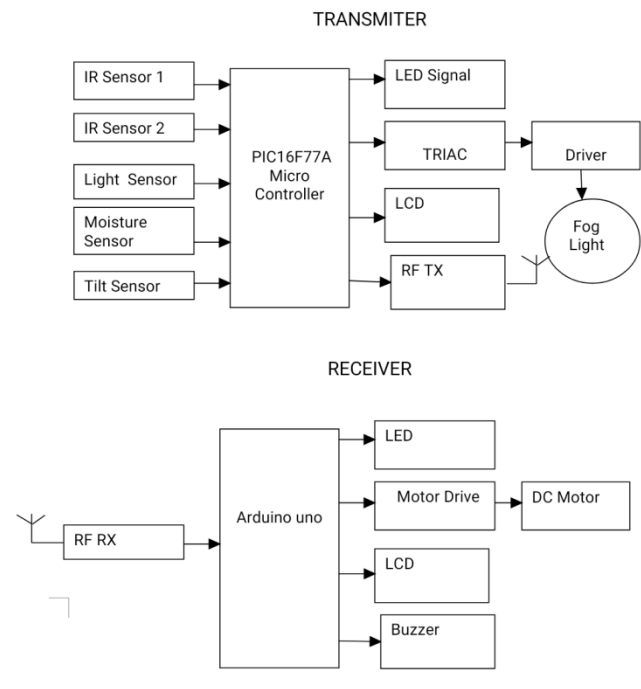 TRANSMITER
IR Sensor 1
IR Sensor 2
Light Sensor
Moisture
Sensor
Tilt Sensor
PIC16F77A
Micro
Controller
LED Signal
TRIAC
Driver
LCD
Fog
Light
RF TX
RECEIVER
RF RX
Arduino uno
LED
Motor Drive
DC Motor
LCD
Buzzer